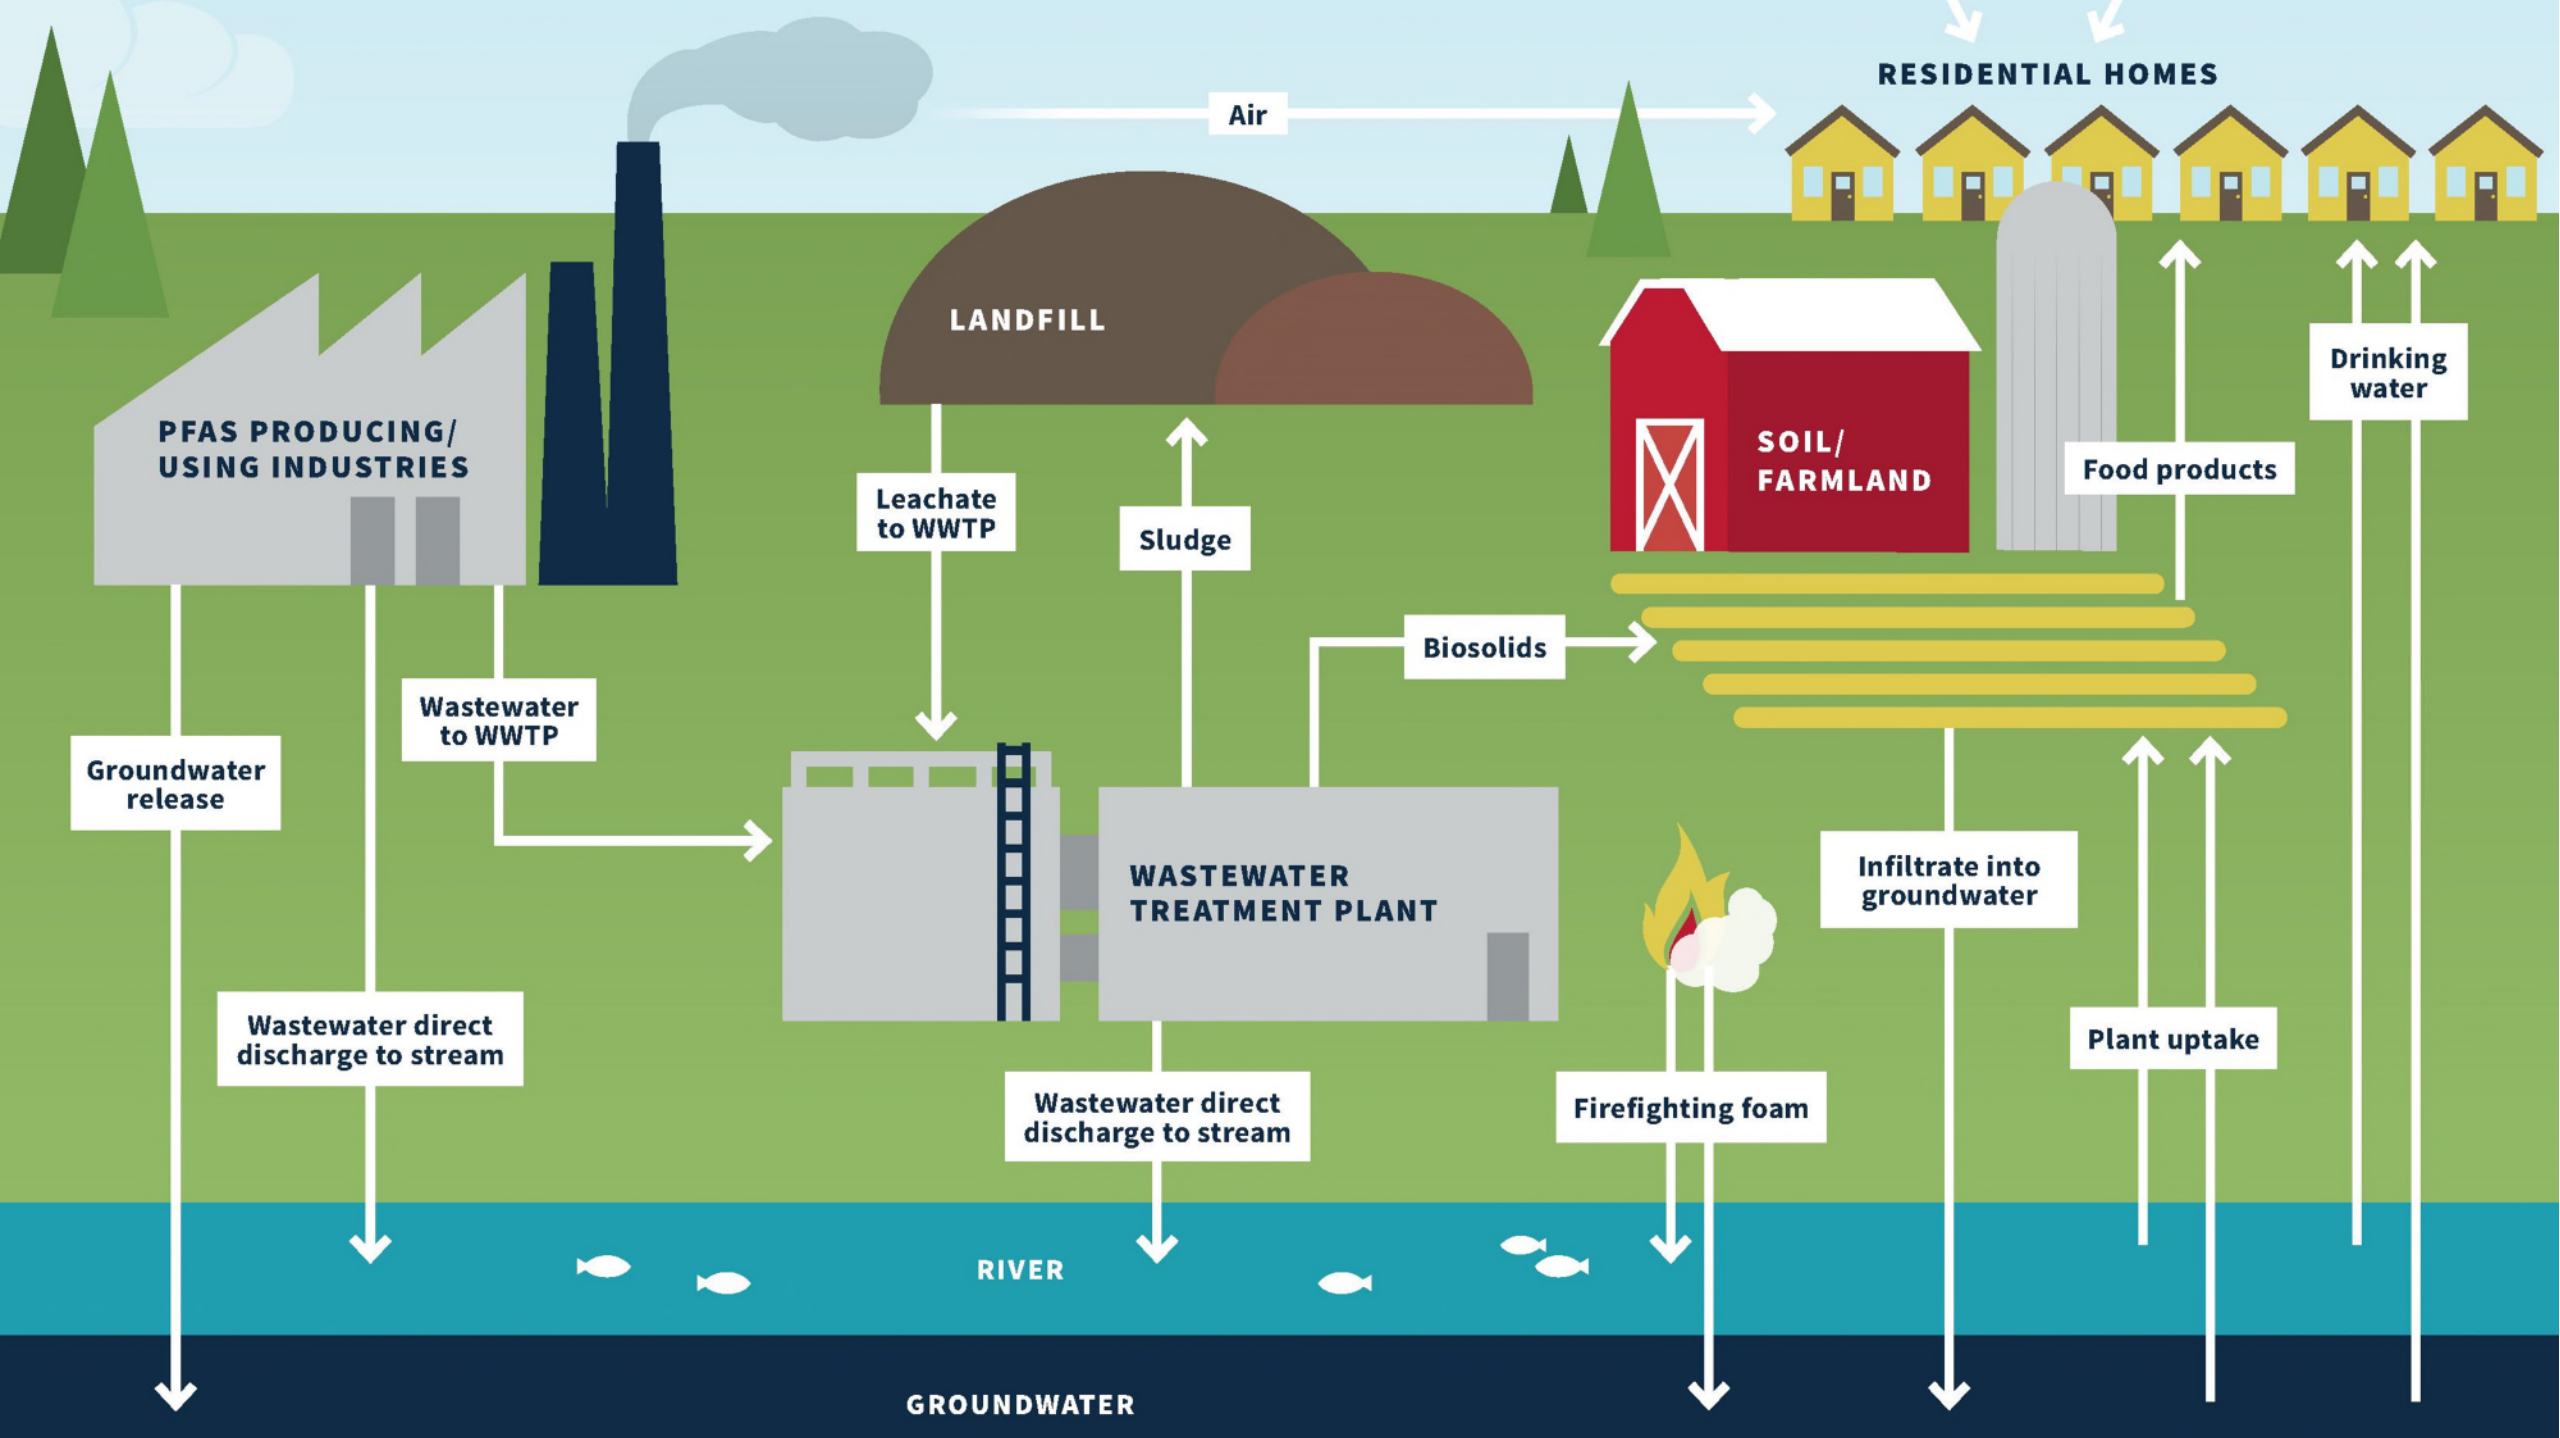 RESIDENTIAL HOMES
Air
LANDFILL
PFAS PRODUCING/
USING INDUSTRIES
Drinking
water
SOIL/
FARMLAND
Food products
Leachate
to WWTP
Sludge
Biosolids
Wastewater
to WWTP
Groundwater
release
WASTEWATER
TREATMENT PLANT
Infiltrate into
groundwater
Wastewater direct
discharge to stream
Plant uptake
Wastewater direct
discharge to stream
Firefighting foam
RIVER
GROUNDWATER